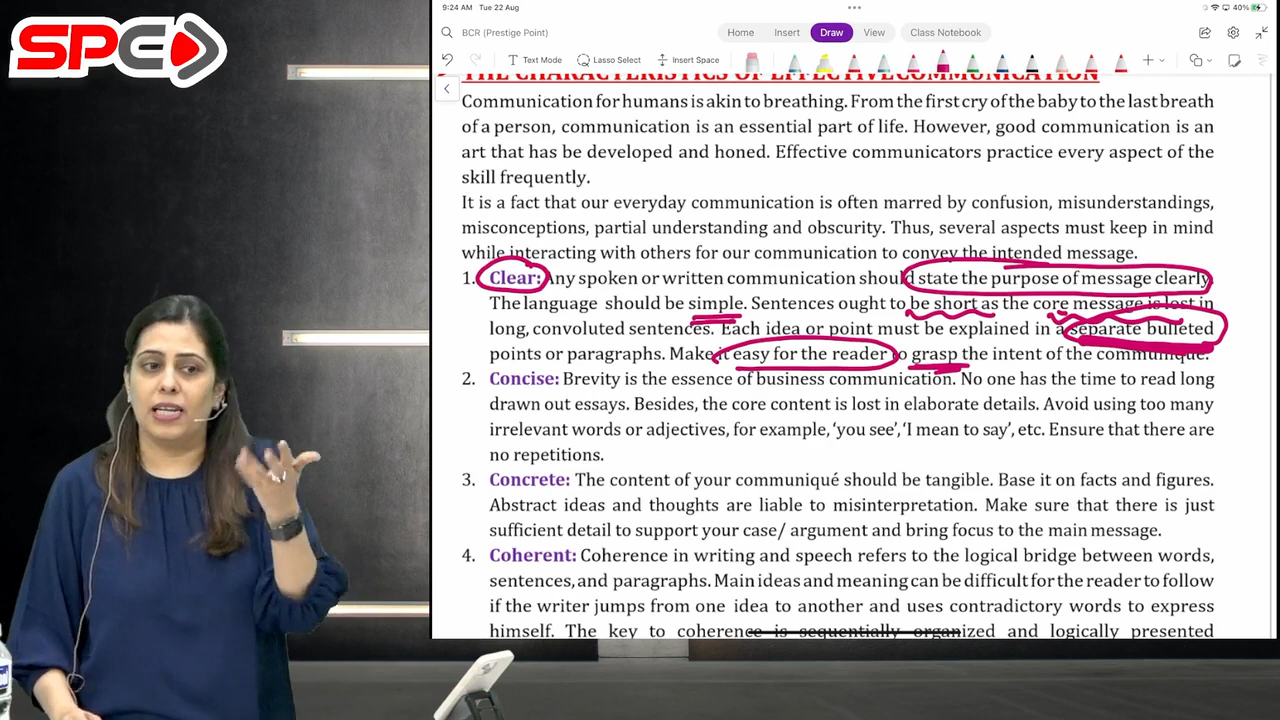 SPC
9:24 AM Tue 22 Aug
40%
BCR (Prestige Point)
Home Insert Draw View Class Notebook
Text Mode Lasso Select Insert Space
THE CHARACTERISTICS OF EFFECTIVE COMMUNICATION
Communication for humans is akin to breathing. From the first cry of the baby to the last breath
of a person, communication is an essential part of life. However, good communication is an
art that has be developed and honed. Effective communicators practice every aspect of the
skill frequently.
It is a fact that our everyday communication is often marred by confusion, misunderstandings,
misconceptions, partial understanding and obscurity. Thus, several aspects must keep in mind
while interacting with others for our communication to convey the intended message.
1. Clear: Any spoken or written communication should state the purpose of message clearly.
The language should be simple. Sentences ought to be short as the core message is lost in
long, convoluted sentences. Each idea or point must be explained in a separate bulleted
points or paragraphs. Make it easy for the reader to grasp the intent of the communique.
2. Concise: Brevity is the essence of business communication. No one has the time to read long
drawn out essays. Besides, the core content is lost in elaborate details. Avoid using too many
irrelevant words or adjectives, for example, ‘you see’, ‘I mean to say’, etc. Ensure that there are
no repetitions.
3. Concrete: The content of your communiqué should be tangible. Base it on facts and figures.
Abstract ideas and thoughts are liable to misinterpretation. Make sure that there is just
sufficient detail to support your case/ argument and bring focus to the main message.
4. Coherent: Coherence in writing and speech refers to the logical bridge between words,
sentences, and paragraphs. Main ideas and meaning can be difficult for the reader to follow
if the writer jumps from one idea to another and uses contradictory words to express
himself. The key to coherence is sequentially organized and logically presented